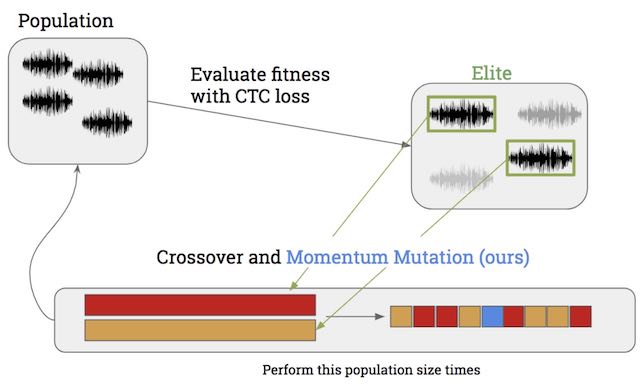 Population
Evaluate fitness
with CTC loss
Elite
Crossover and Momentum Mutation (ours)
Perform this population size times